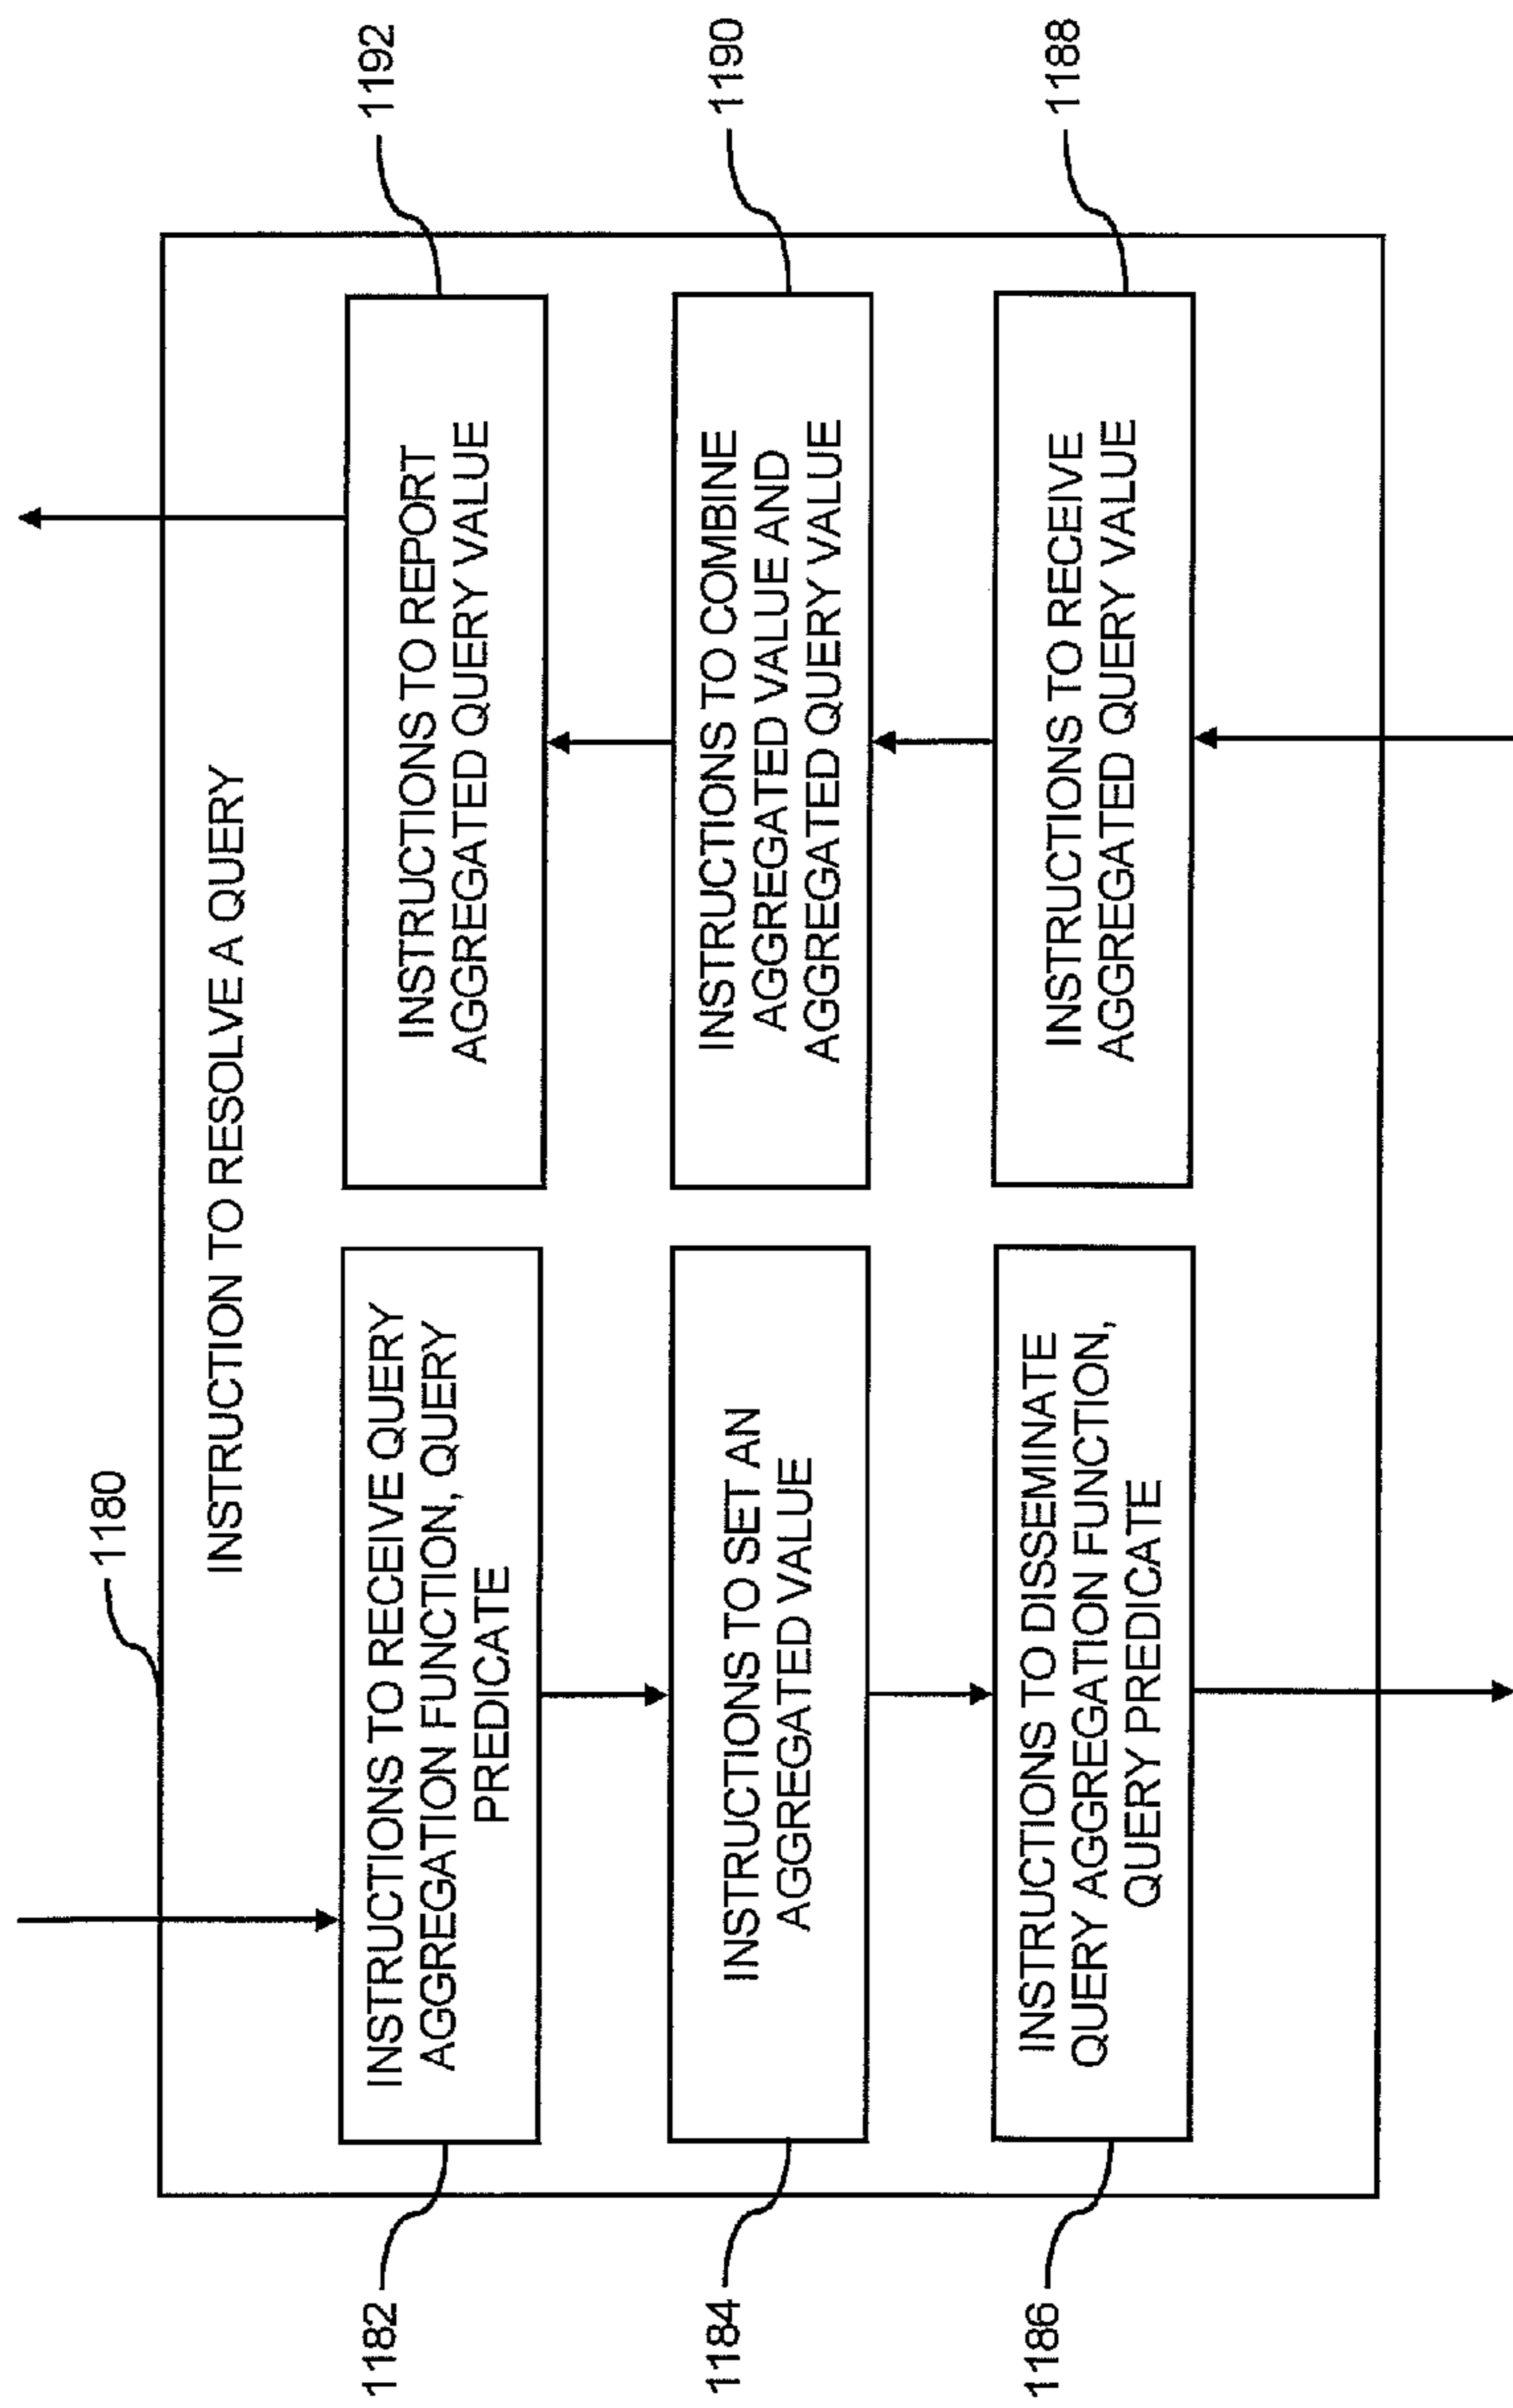 1180
INSTRUCTION TO RESOLVE A QUERY
1182
INSTRUCTIONS TO RECEIVE QUERY
AGGREGATION FUNCTION, QUERY
PREDICATE
1184
INSTRUCTIONS TO SET AN
AGGREGATED VALUE
1186
INSTRUCTIONS TO DISSEMINATE
QUERY AGGREGATION FUNCTION,
QUERY PREDICATE
INSTRUCTIONS TO REPORT
AGGREGATED QUERY VALUE
1192
INSTRUCTIONS TO COMBINE
AGGREGATED VALUE AND
AGGREGATED QUERY VALUE
1190
INSTRUCTIONS TO RECEIVE
AGGREGATED QUERY VALUE
1188